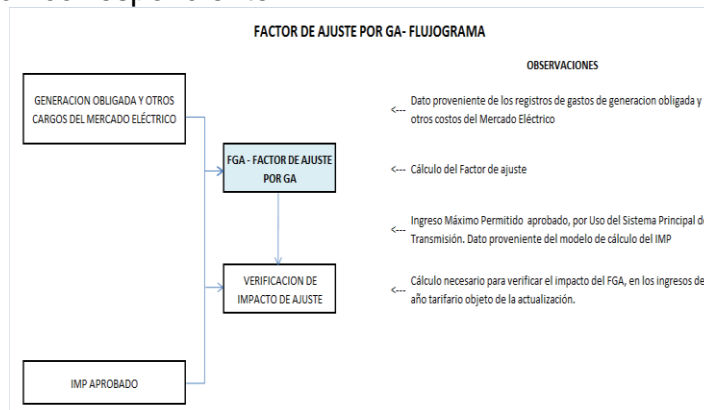 FACTOR DE AJUSTE POR GA- FLUJOGRAMA
OBSERVACIONES
GENERACION OBLIGADA Y OTROS
CARGOS DEL MERCADO ELÉCTRICO
<--- Dato proveniente de los registros de gastos de generacion obligada y
otros costos del Mercado Eléctrico
FGA - FACTOR DE AJUSTE
POR GA
<--- Cálculo del Factor de ajuste
<--- Ingreso Máximo Permitido aprobado, por Uso del Sistema Principal de
Transmisión. Dato proveniente del modelo de cálculo del IMP
VERIFICACION DE
IMPACTO DE AJUSTE
<--- Cálculo necesario para verificar el impacto del FGA, en los ingresos de
año tarifario objeto de la actualización.
IMP APROBADO